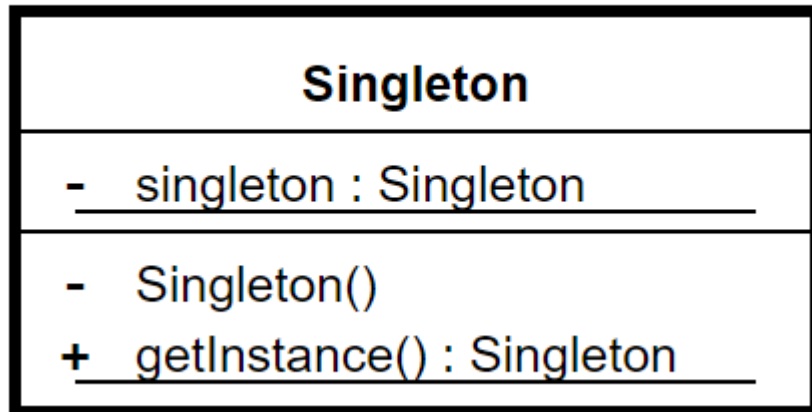 Singleton
- singleton : Singleton
- Singleton()
+ getInstance() : Singleton